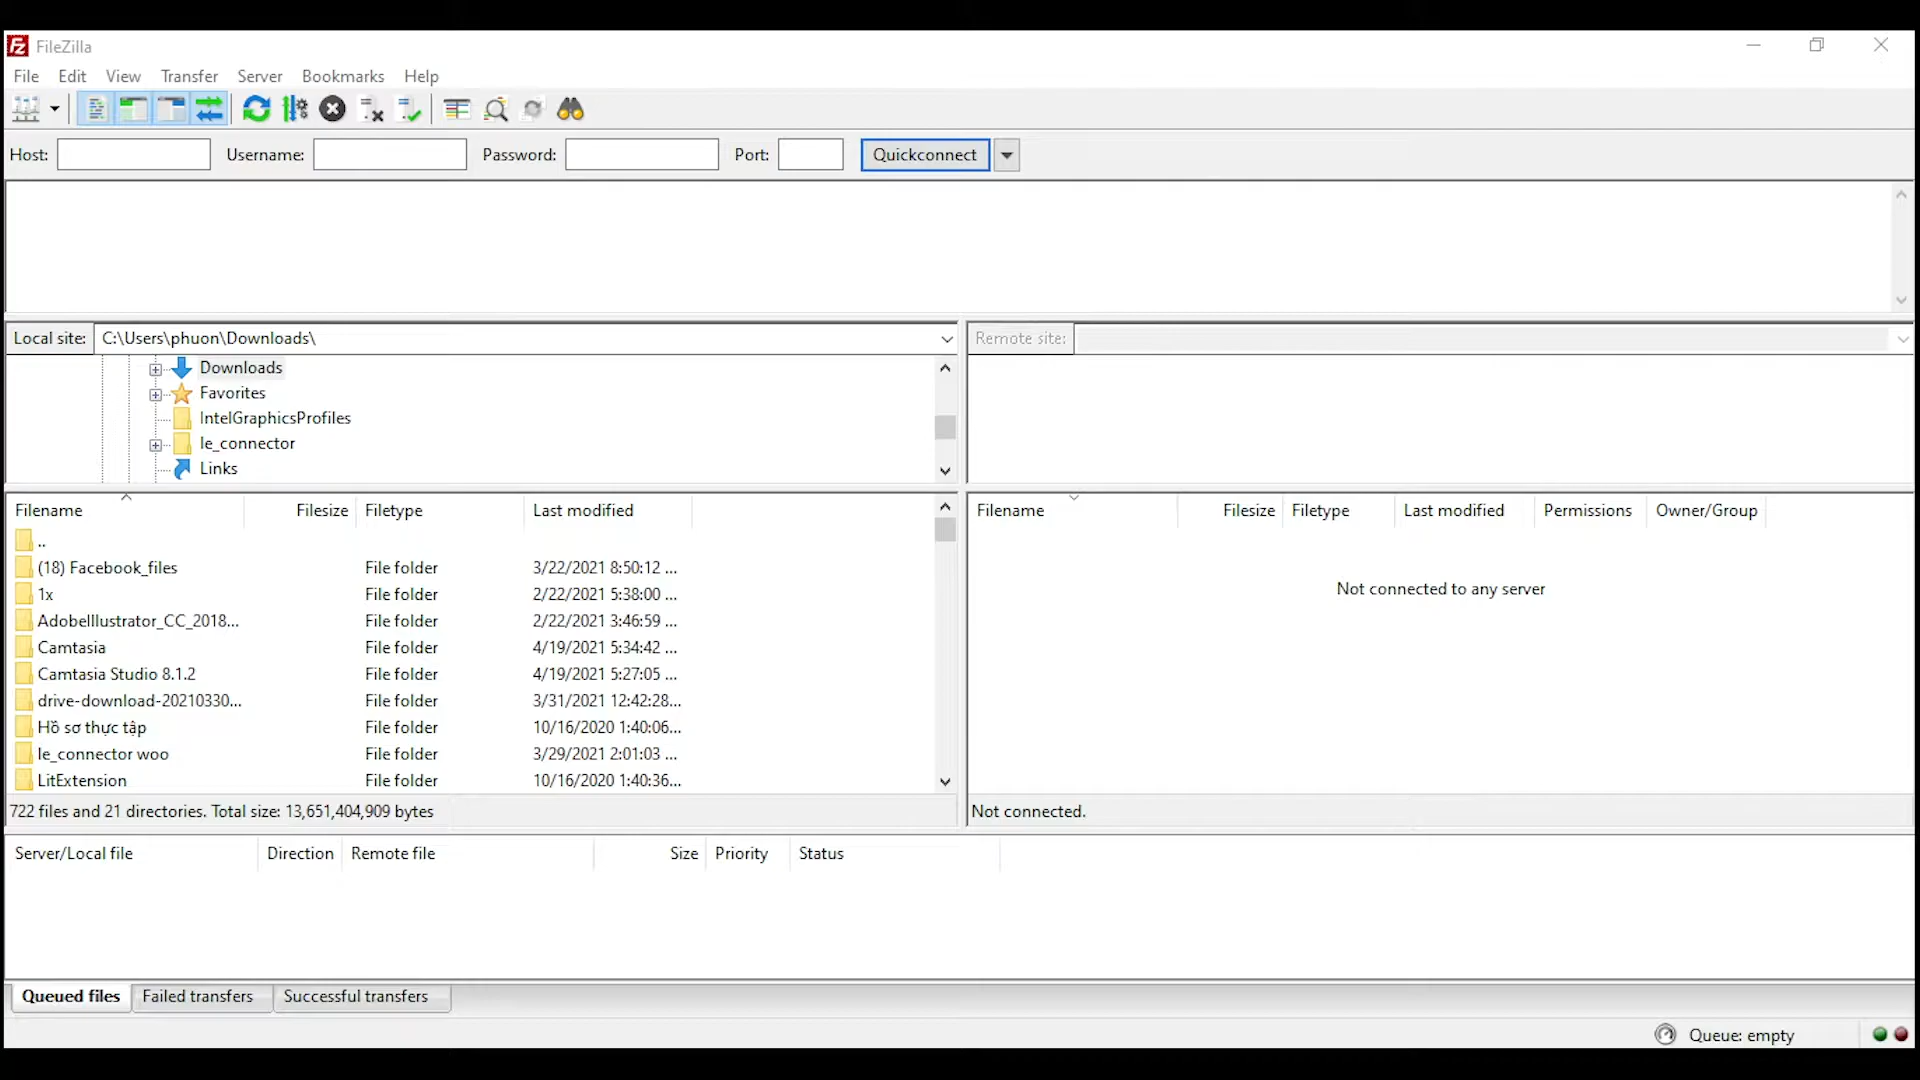 FileZilla
File Edit View Transfer Server Bookmarks Help
Host: Username: Password: Port: Quickconnect
Local site: C:\Users\phuon\Downloads\
Remote site:
Downloads
Favorites
IntelGraphicsProfiles
le_connector
Links
Filename Filesize Filetype Last modified
..
(18) Facebook_files File folder 3/22/2021 8:50:12 ...
1x File folder 2/22/2021 5:38:00 ...
AdobeIllustrator_CC_2018... File folder 2/22/2021 3:46:59 ...
Camtasia File folder 4/19/2021 5:34:42 ...
Camtasia Studio 8.1.2 File folder 4/19/2021 5:27:05 ...
drive-download-20210330... File folder 3/31/2021 12:42:28...
Hồ sơ thực tập File folder 10/16/2020 1:40:06...
le_connector woo File folder 3/29/2021 2:01:03 ...
LitExtension File folder 10/16/2020 1:40:36...
722 files and 21 directories. Total size: 13,651,404,909 bytes
Filename Filesize Filetype Last modified Permissions Owner/Group
Not connected to any server
Not connected.
Server/Local file Direction Remote file Size Priority Status
Queued files Failed transfers Successful transfers
Queue: empty